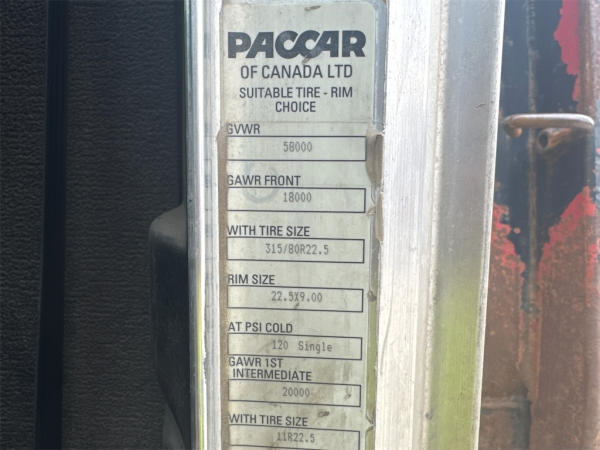 PACCAR
OF CANADA LTD
SUITABLE TIRE - RIM
CHOICE
GVWR
58000
GAWR FRONT
18000
WITH TIRE SIZE
315/80R22.5
RIM SIZE
22.5X9.00
AT PSI COLD
120 Single
GAWR 1ST
INTERMEDIATE
20000
WITH TIRE SIZE
11R22.5